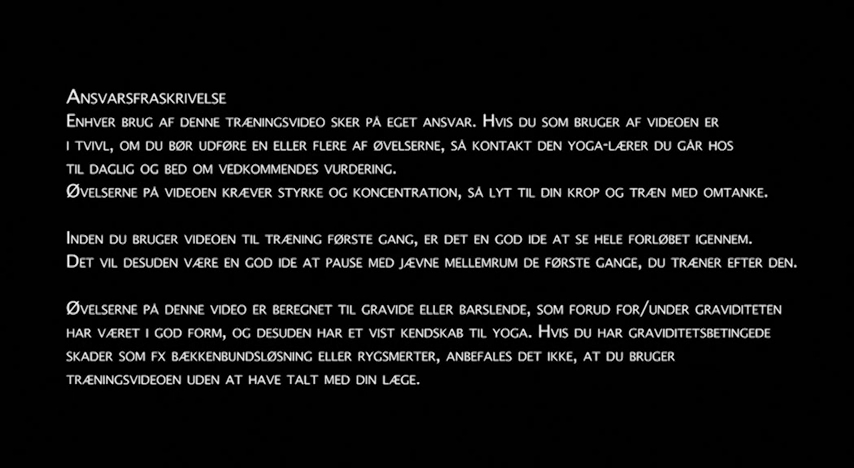 Ansvarsfraskrivelse
Enhver brug af denne træningsvideo sker på eget ansvar. Hvis du som bruger af videoen er
i tvivl, om du bør udføre en eller flere af øvelserne, så kontakt den yoga-lærer du går hos
til daglig og bed om vedkommendes vurdering.
Øvelserne på videoen kræver styrke og koncentration, så lyt til din krop og træn med omtanke.
Inden du bruger videoen til træning første gang, er det en god ide at se hele forløbet igennem.
Det vil desuden være en god ide at pause med jævne mellemrum de første gange, du træner efter den.
Øvelserne på denne video er beregnet til gravide eller barslende, som forud for/under graviditeten
har været i god form, og desuden har et vist kendskab til yoga. Hvis du har graviditetsbetingede
skader som fx bækkenbundsløsning eller rygsmerter, anbefales det ikke, at du bruger
træningsvideoen uden at have talt med din læge.